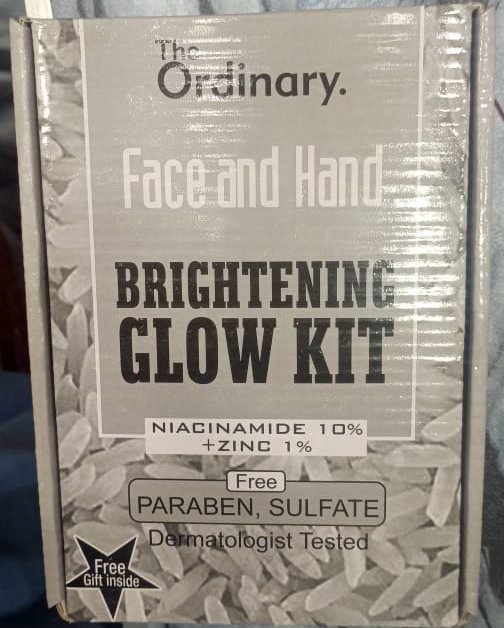 The
Ordinary.
Face and Hand
BRIGHTENING
GLOW KIT
NIACINAMIDE 10%
+ZINC 1%
Free
PARABEN, SULFATE
Dermatologist Tested
Free
Gift inside